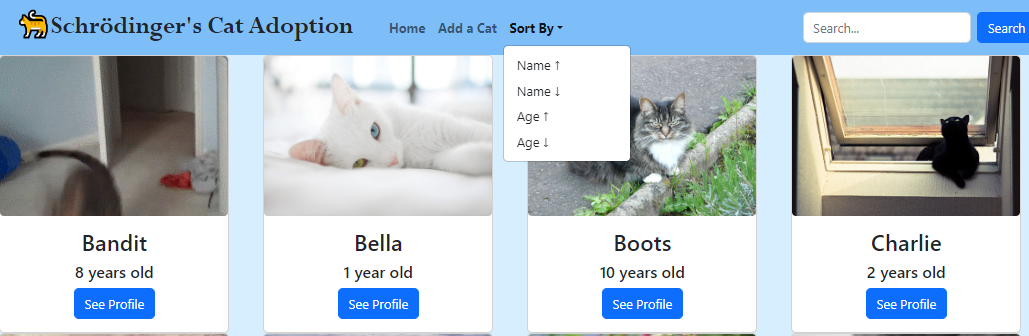 Schrödinger's Cat Adoption Home Add a Cat Sort By Search... Search
Name ↑
Name ↓
Age ↑
Age ↓
Bandit Bella Boots Charlie
8 years old 1 year old 10 years old 2 years old
See Profile See Profile See Profile See Profile